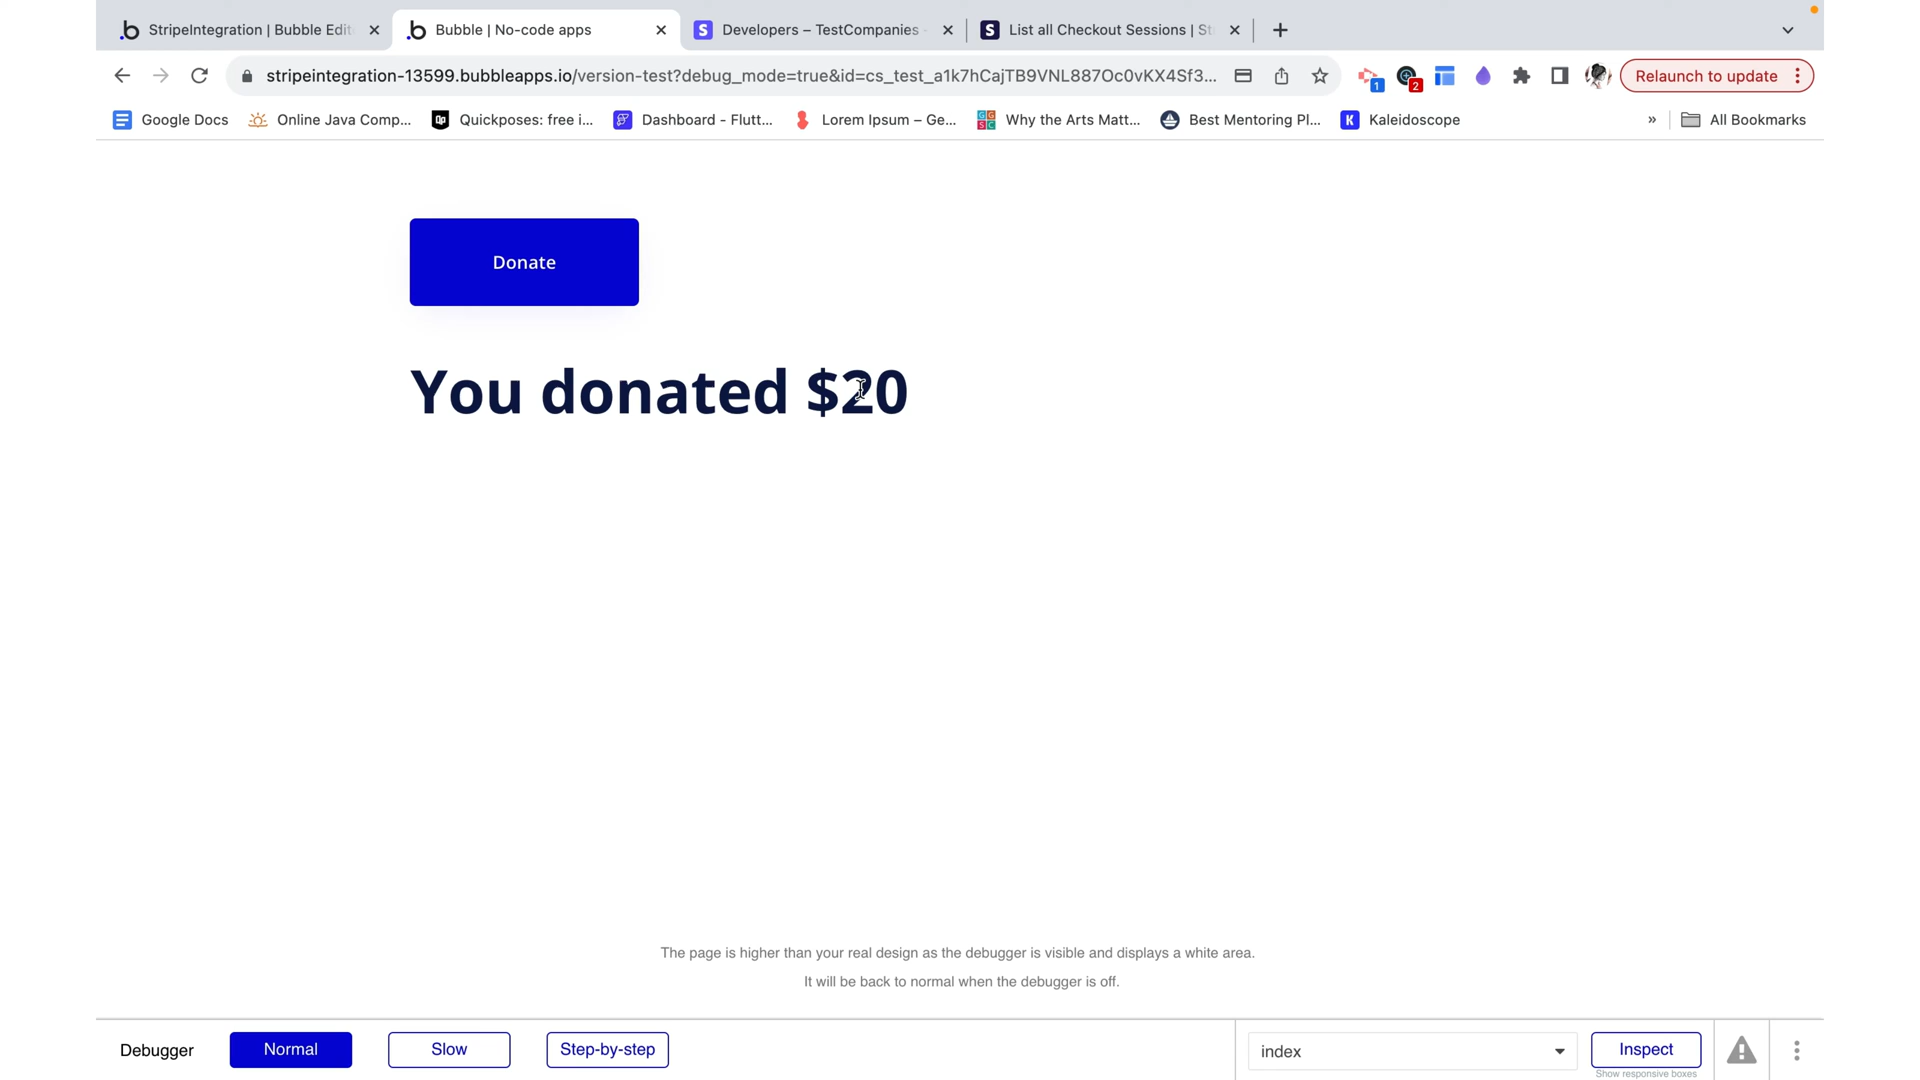 StripeIntegration | Bubble Edit
Bubble | No-code apps
Developers – TestCompanies -
List all Checkout Sessions | St
stripeintegration-13599.bubbleapps.io/version-test?debug_mode=true&id=cs_test_a1k7hCajTB9VNL887Oc0vKX4Sf3...
1
2
Relaunch to update
Google Docs
Online Java Comp...
Quickposes: free i...
Dashboard - Flutt...
Lorem Ipsum – Ge...
Why the Arts Matt...
Best Mentoring Pl...
Kaleidoscope
»
All Bookmarks
Donate
You donated $20
The page is higher than your real design as the debugger is visible and displays a white area.
It will be back to normal when the debugger is off.
Debugger
Normal
Slow
Step-by-step
index
Inspect
Show responsive boxes